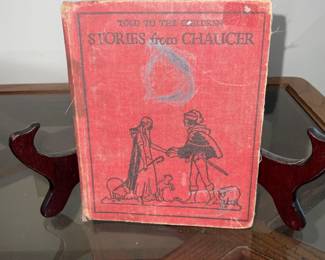 TOLD TO THE CHILDREN
STORIES from CHAUCER